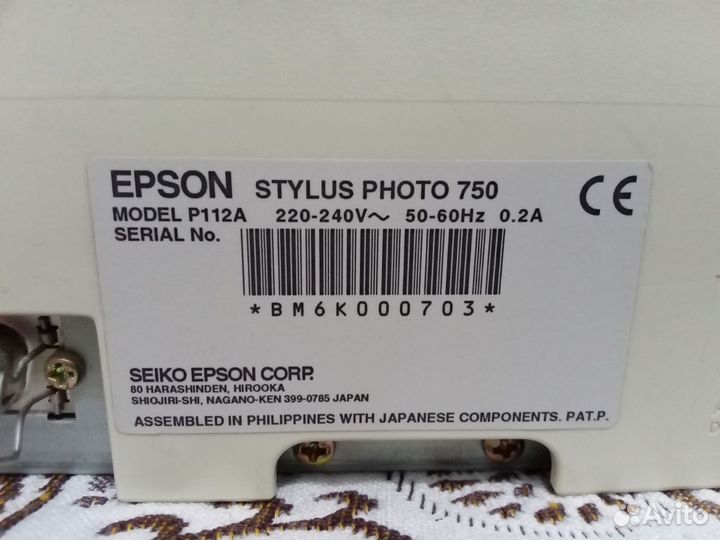 EPSON STYLUS PHOTO 750
MODEL P112A 220-240V～ 50-60Hz 0.2A
SERIAL No.
*BM6K000703*
CE
SEIKO EPSON CORP.
80 HARASHINDEN, HIROOKA
SHIOJIRI-SHI, NAGANO-KEN 399-0785 JAPAN
ASSEMBLED IN PHILIPPINES WITH JAPANESE COMPONENTS. PAT.P.
Avito